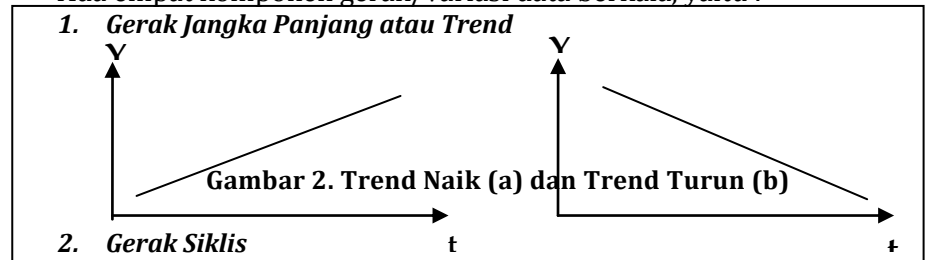 1. Gerak Jangka Panjang atau Trend
Y Y
Gambar 2. Trend Naik (a) dan Trend Turun (b)
2. Gerak Siklis
t t